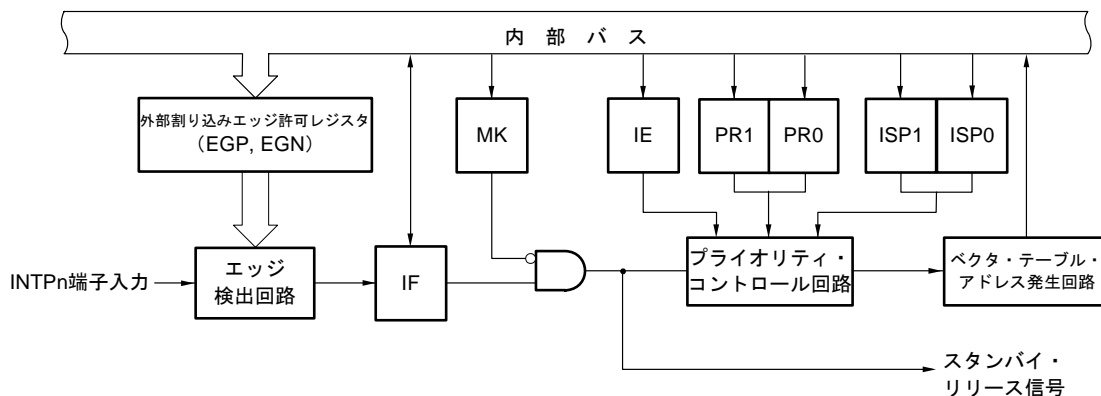 内 部 バ ス
外部割り込みエッジ許可レジスタ
（EGP, EGN）
MK
IE
PR1
PR0
ISP1
ISP0
INTPn端子入力
エッジ
検出回路
IF
プライオリティ・
コントロール回路
ベクタ・テーブル・
アドレス発生回路
スタンバイ・
リリース信号